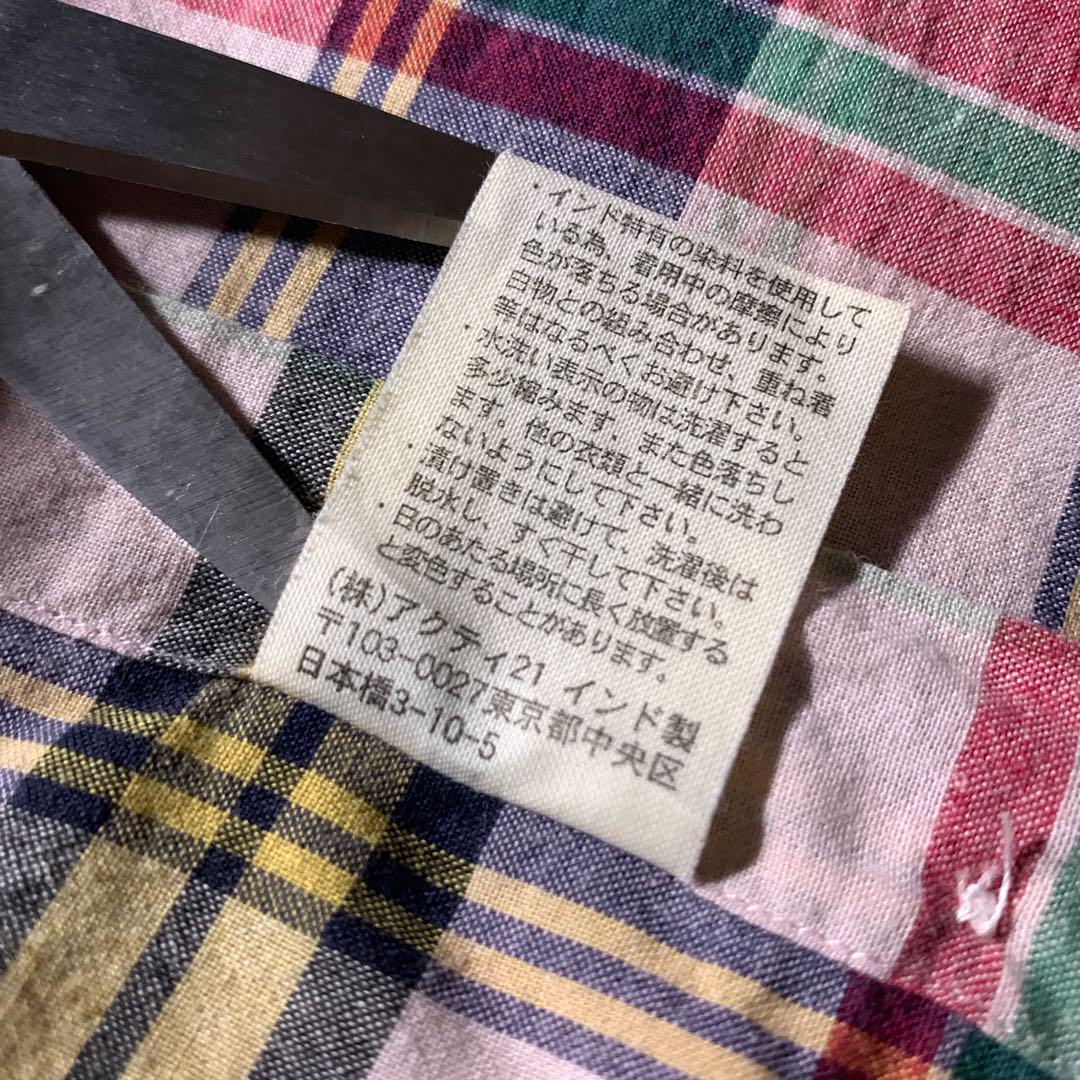 ・インド特有の染料を使用して
いる為、着用中の摩擦により
色が落ちる場合があります。
白物との組み合わせ、重ね着
等はなるべくお避け下さい。
・水洗い表示の物は洗濯すると
多少縮みます。また色落ちし
ます。他の衣類と一緒に洗わ
ないようにして下さい。
・漬け置きは避けて、洗濯後は
脱水し、すぐ干して下さい。
・日のあたる場所に長く放置する
と変色することがあります。
(株)アクティ21 インド製
〒103-0027東京都中央区
日本橋3-10-5